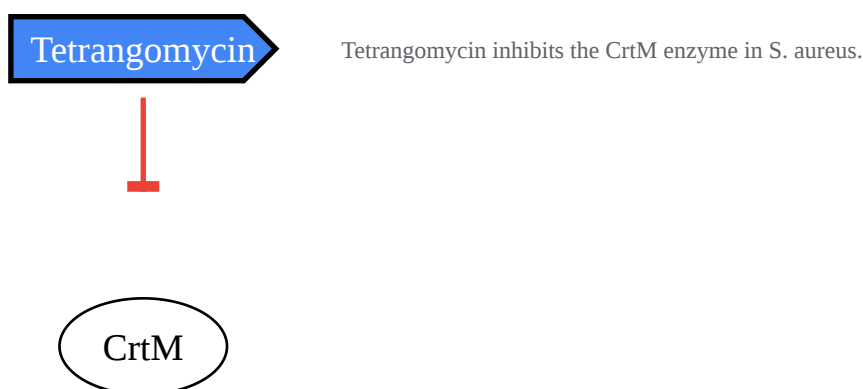 Tetrangomycin
Tetrangomycin inhibits the CrtM enzyme in S. aureus.
CrtM